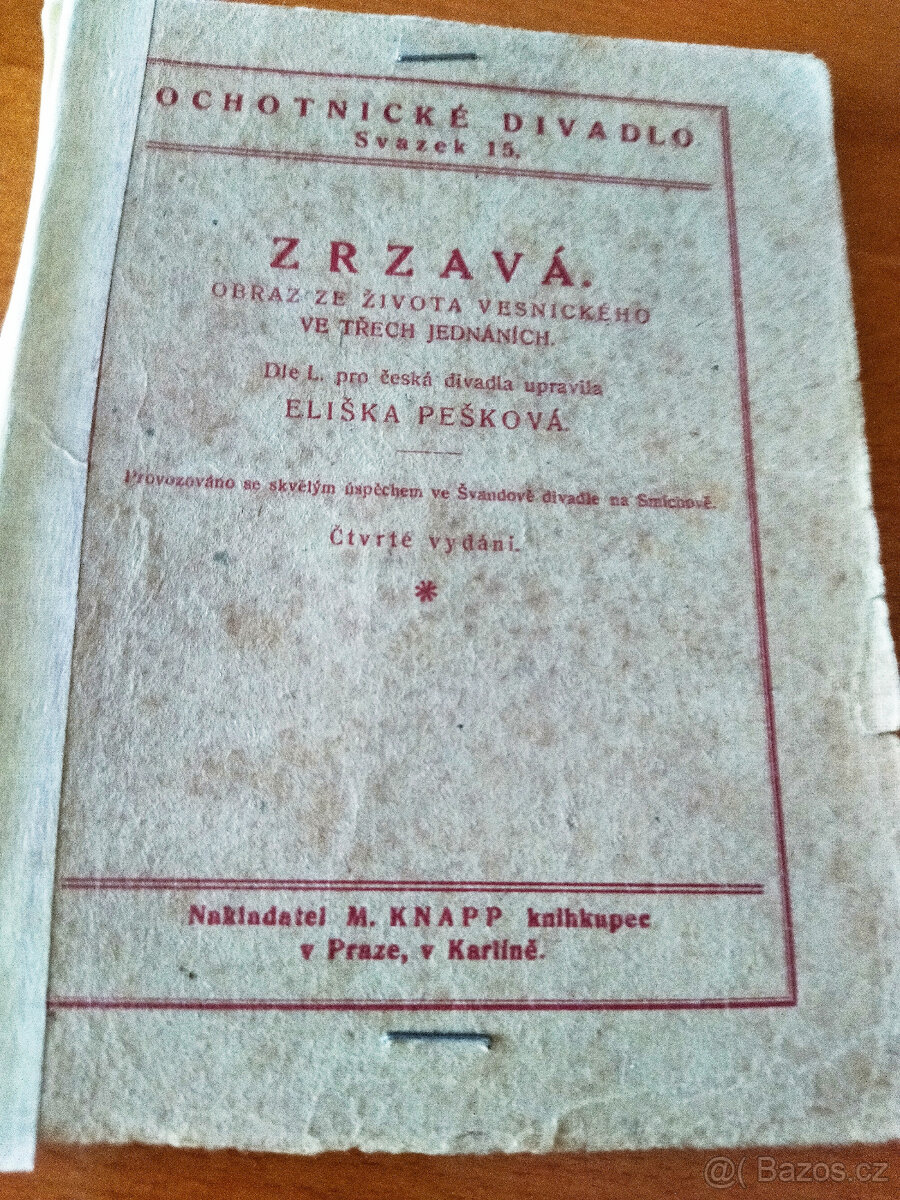 OCHOTNICKÉ DIVADLO
Svazek 15.
ZRZAVÁ.
OBRAZ ZE ŽIVOTA VESNICKÉHO
VE TŘECH JEDNÁNÍCH.
Dle L. pro česká divadla upravila
ELIŠKA PEŠKOVÁ.
Provozováno se skvělým úspěchem ve Švandově divadle na Smíchově.
Čtvrté vydání.
*
Nakladatel M. KNAPP knihkupec
v Praze, v Karlíně.
@( Bazos.cz